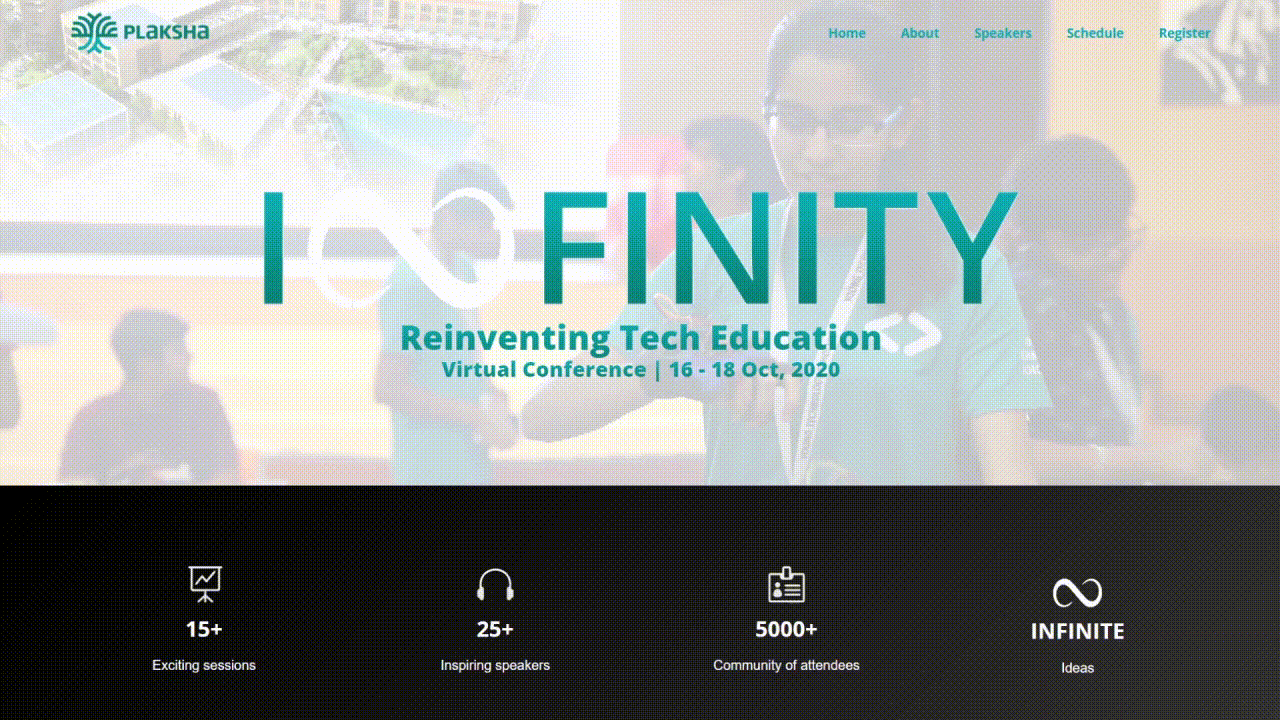 PLAKSHA
Home About Speakers Schedule Register
I∞FINITY
Reinventing Tech Education
Virtual Conference | 16 - 18 Oct, 2020
15+
Exciting sessions
25+
Inspiring speakers
5000+
Community of attendees
INFINITE
Ideas